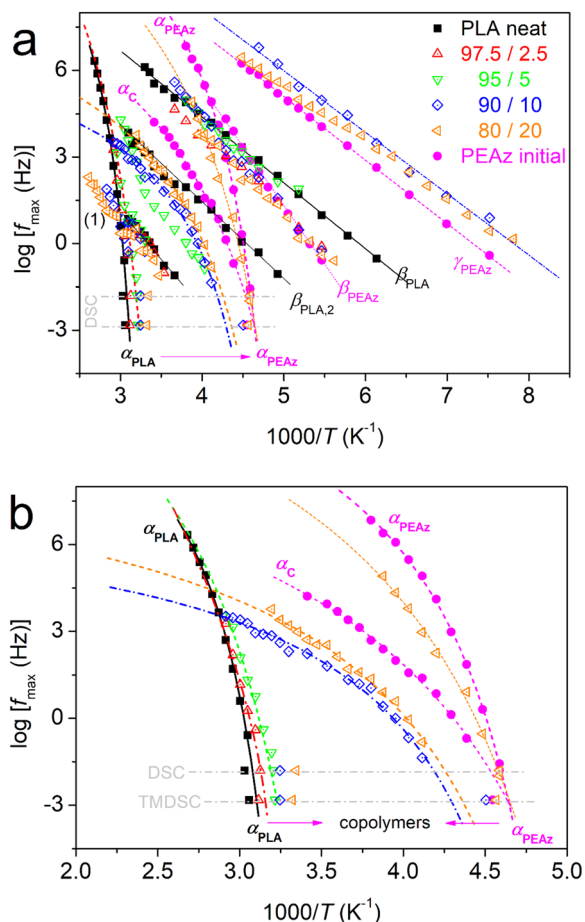 a
PLA neat
97.5 / 2.5
95 / 5
90 / 10
80 / 20
PEAz initial
αPEAz
αC
(1)
βPLA
γPEAz
βPEAz
βPLA,2
DSC
αPLA
αPEAz
log [fmax (Hz)]
6
3
0
-3
3 4 5 6 7 8
1000/T (K-1)
b
αPLA
αPEAz
αC
DSC
TMDSC
αPLA
copolymers
αPEAz
log [fmax (Hz)]
6
3
0
-3
2.0 2.5 3.0 3.5 4.0 4.5 5.0
1000/T (K-1)